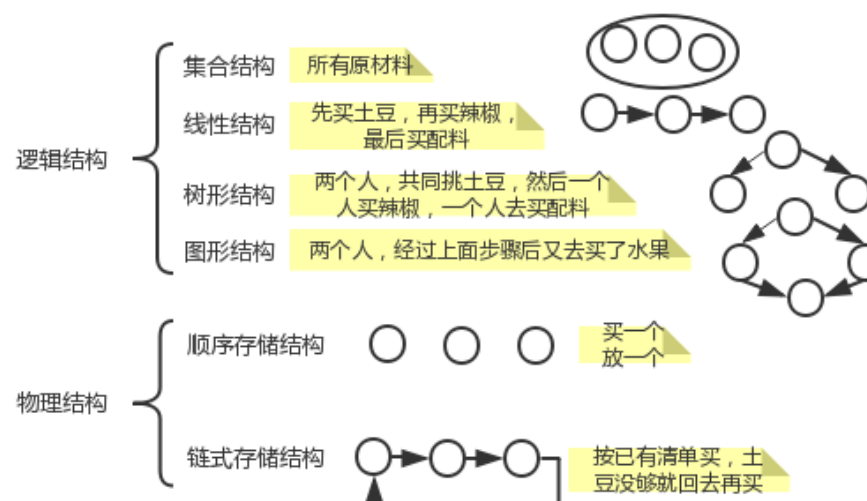 集合结构
所有原材料
线性结构
先买土豆，再买辣椒，
最后买配料
逻辑结构
树形结构
两个人，共同挑土豆，然后一个
人买辣椒，一个人去买配料
图形结构
两个人，经过上面步骤后又去买了水果
顺序存储结构
买一个
放一个
物理结构
链式存储结构
按已有清单买，土
豆没够就回去再买